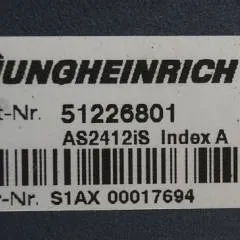 JUNGHEINRICH
t-Nr. 51226801
AS2412iS Index A
r-Nr. S1AX 00017694